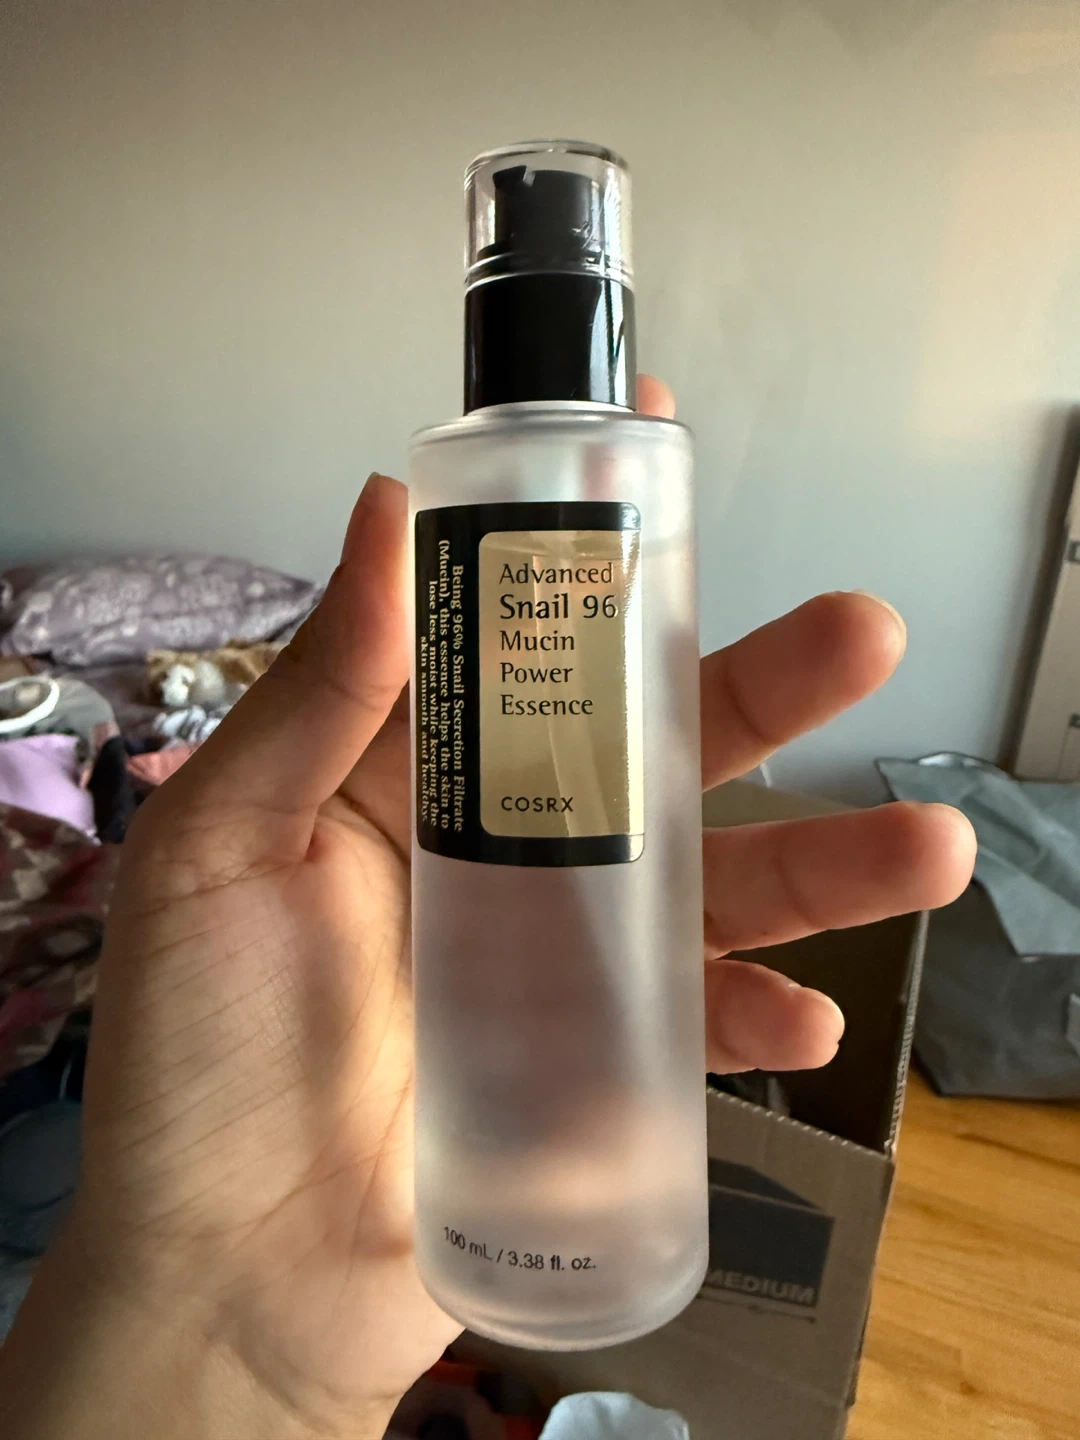 Advanced
Snail 96
Mucin
Power
Essence
COSRX
Being 96% Snail Secretion Filtrate
(Mucin), this essence helps the skin to
lose less moist while keeping the
skin smooth and healthy.
100 mL / 3.38 fl. oz.
MEDIUM